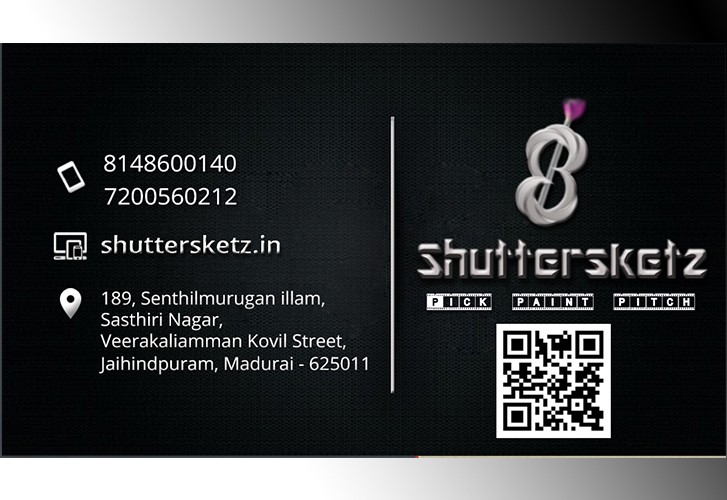 8148600140
7200560212
shuttersketz.in
189, Senthilmurugan illam,
Sasthiri Nagar,
Veerakaliamman Kovil Street,
Jaihindpuram, Madurai - 625011
Shuttersketz
PICK PAINT PITCH